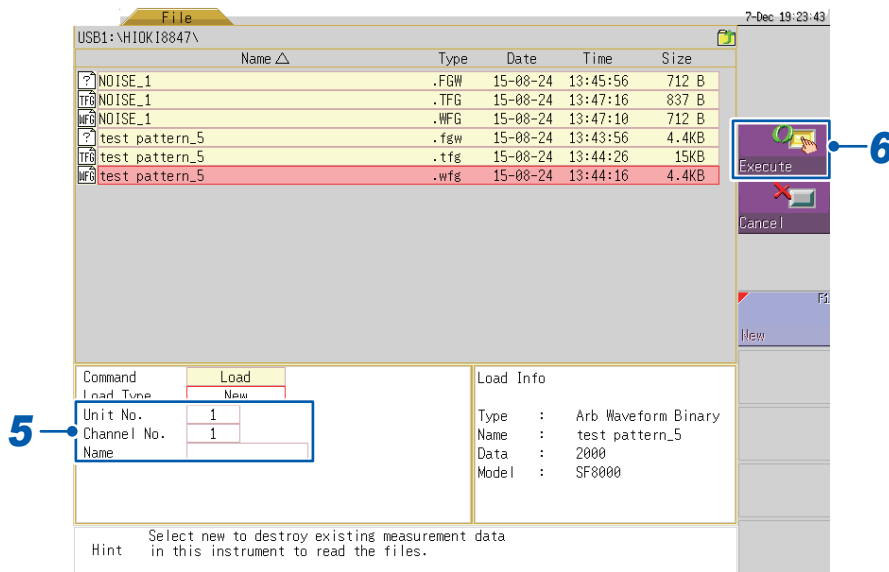 File
7-Dec 19:23:43
USB1:\HIOKI8847\
Name Type Date Time Size
? NOISE_1 .FGW 15-08-24 13:45:56 712 B
TFG NOISE_1 .TFG 15-08-24 13:47:16 837 B
WFG NOISE_1 .WFG 15-08-24 13:47:10 712 B
? test pattern_5 .fgw 15-08-24 13:43:56 4.4KB
TFG test pattern_5 .tfg 15-08-24 13:44:26 15KB
WFG test pattern_5 .wfg 15-08-24 13:44:16 4.4KB
Execute
6
Cancel
New
Command Load
Load Type New
5
Unit No. 1
Channel No. 1
Name
Load Info
Type : Arb Waveform Binary
Name : test pattern_5
Data : 2000
Model : SF8000
Hint Select new to destroy existing measurement data
in this instrument to read the files.